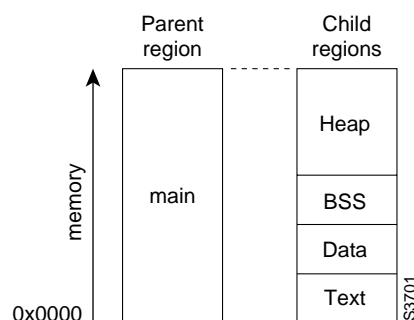 Parent
region
Child
regions
memory
main
Heap
BSS
Data
Text
0x0000
S3701